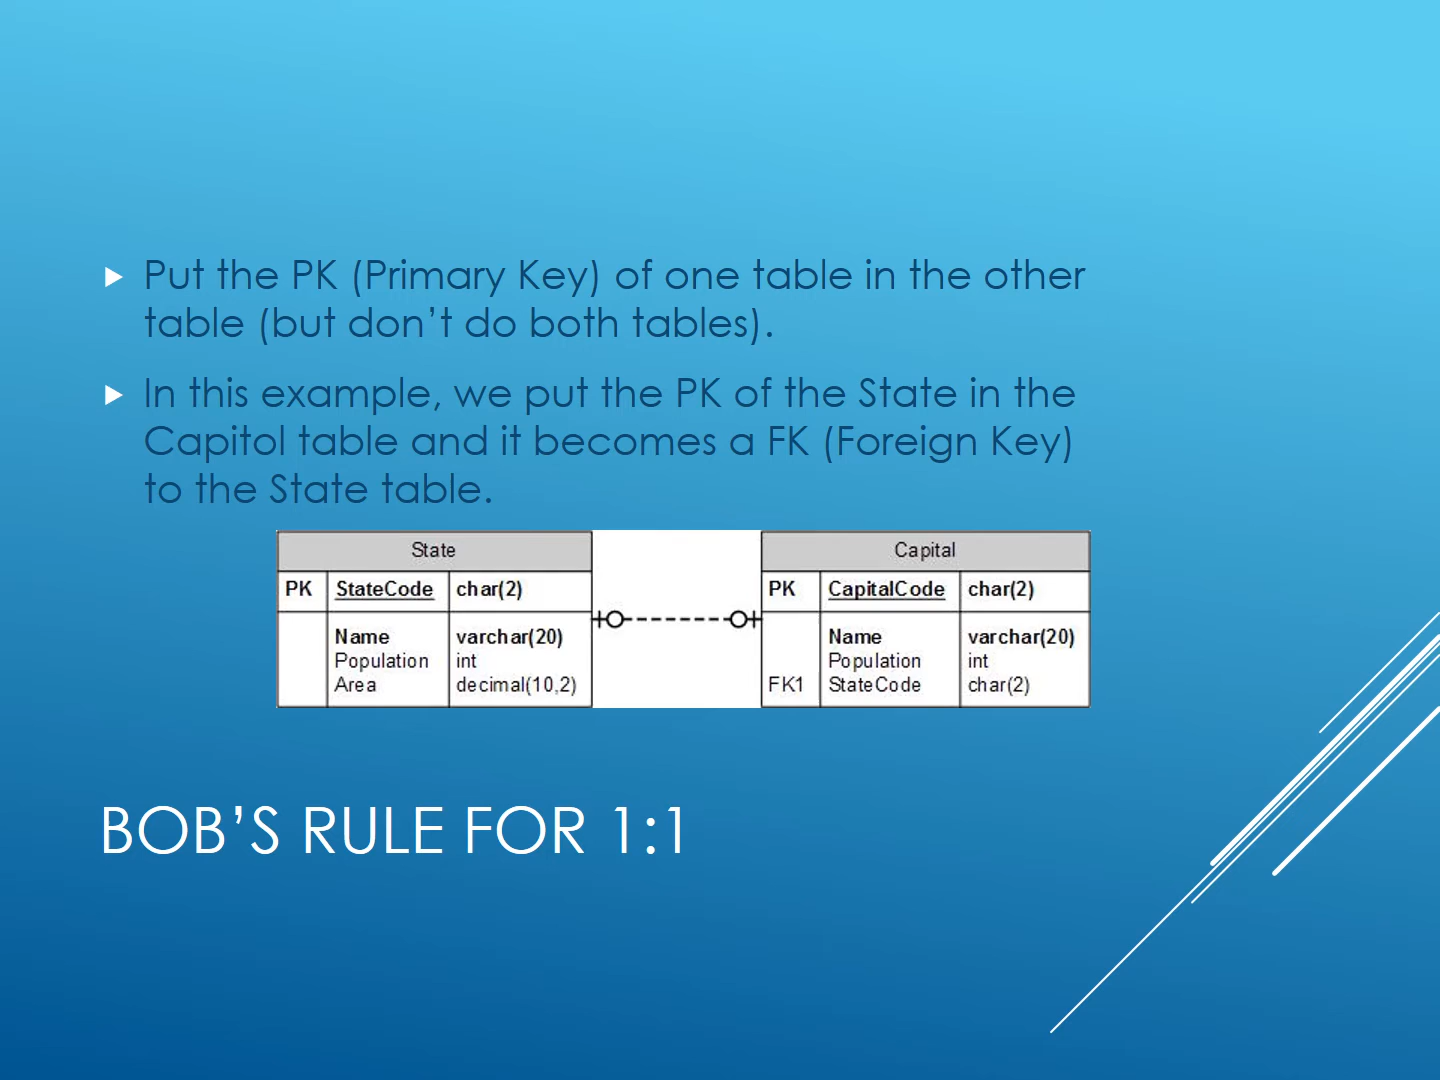 Put the PK (Primary Key) of one table in the other
table (but don’t do both tables).
In this example, we put the PK of the State in the
Capitol table and it becomes a FK (Foreign Key)
to the State table.
State
PK StateCode char(2)
Name varchar(20)
Population int
Area decimal(10,2)
Capital
PK CapitalCode char(2)
Name varchar(20)
Population int
FK1 StateCode char(2)
BOB’S RULE FOR 1:1